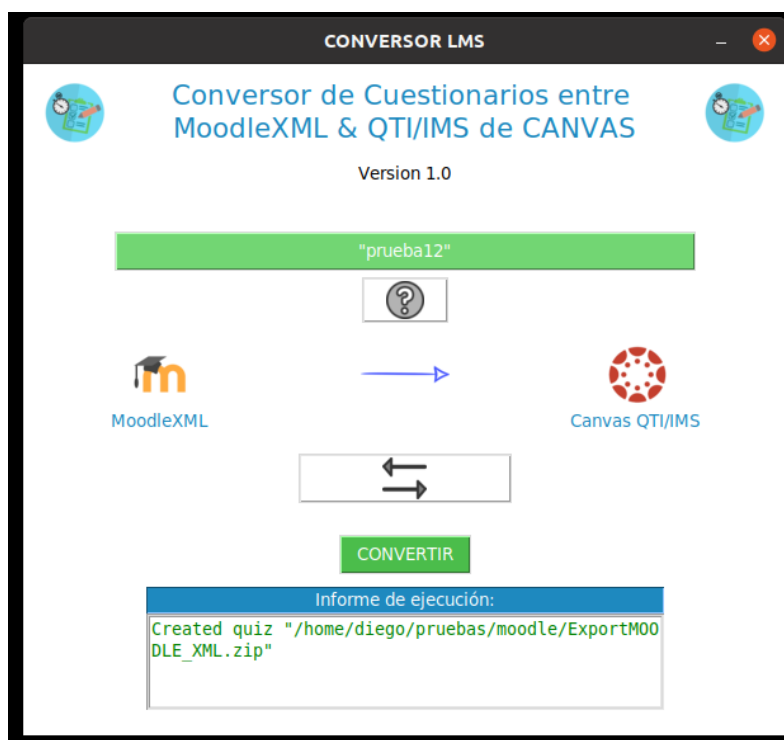 CONVERSOR LMS
Conversor de Cuestionarios entre
MoodleXML & QTI/IMS de CANVAS
Version 1.0
"prueba12"
MoodleXML
Canvas QTI/IMS
CONVERTIR
Informe de ejecución:
Created quiz "/home/diego/pruebas/moodle/ExportMOO
DLE_XML.zip"